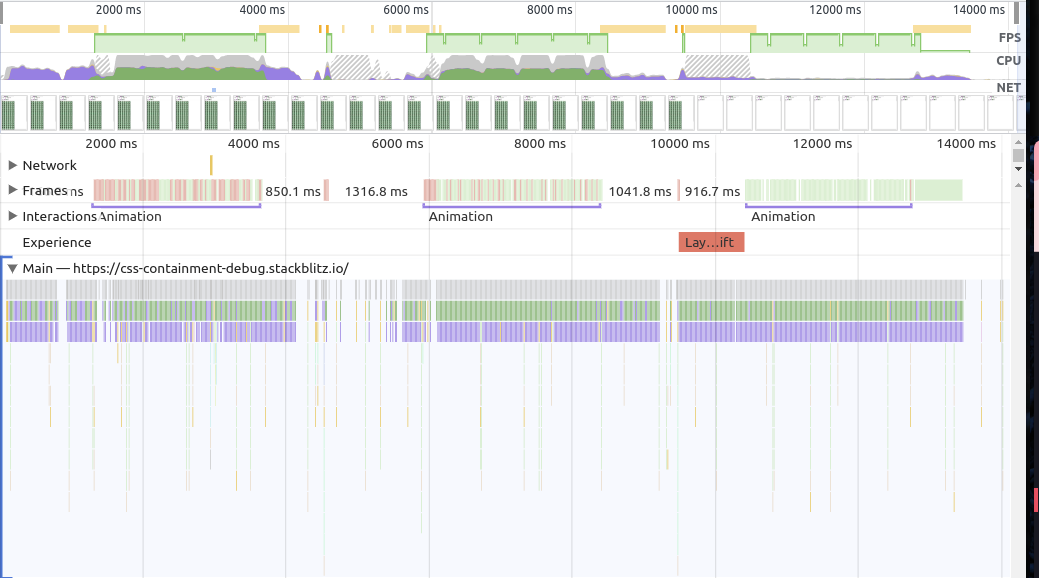 2000 ms 4000 ms 6000 ms 8000 ms 10000 ms 12000 ms 14000 ms
FPS
CPU
NET
2000 ms 4000 ms 6000 ms 8000 ms 10000 ms 12000 ms 14000 ms
Network
Frames ns 850.1 ms 1316.8 ms 1041.8 ms 916.7 ms
Interactions Animation Animation Animation
Experience Lay…ift
Main — https://css-containment-debug.stackblitz.io/